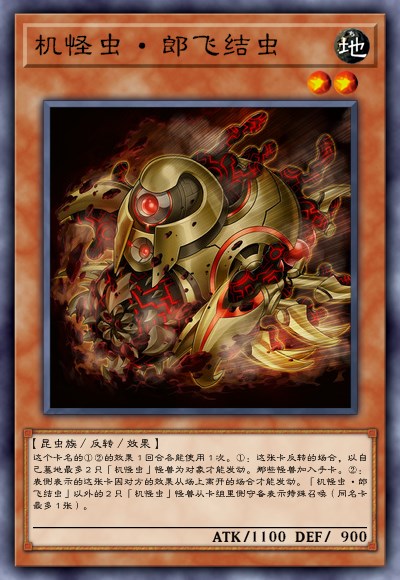 机怪虫·郎飞结虫
地
【昆虫族/反转/效果】
这个卡名的①②的效果1回合各能使用1次。①：这张卡反转的场合，以自
己墓地最多2只「机怪虫」怪兽为对象才能发动。那些怪兽加入手卡。②：
表侧表示的这张卡因对方的效果从场上离开的场合才能发动。「机怪虫·郎
飞结虫」以外的2只「机怪虫」怪兽从卡组里侧守备表示特殊召唤（同名卡
最多1张）。
ATK/1100 DEF/ 900